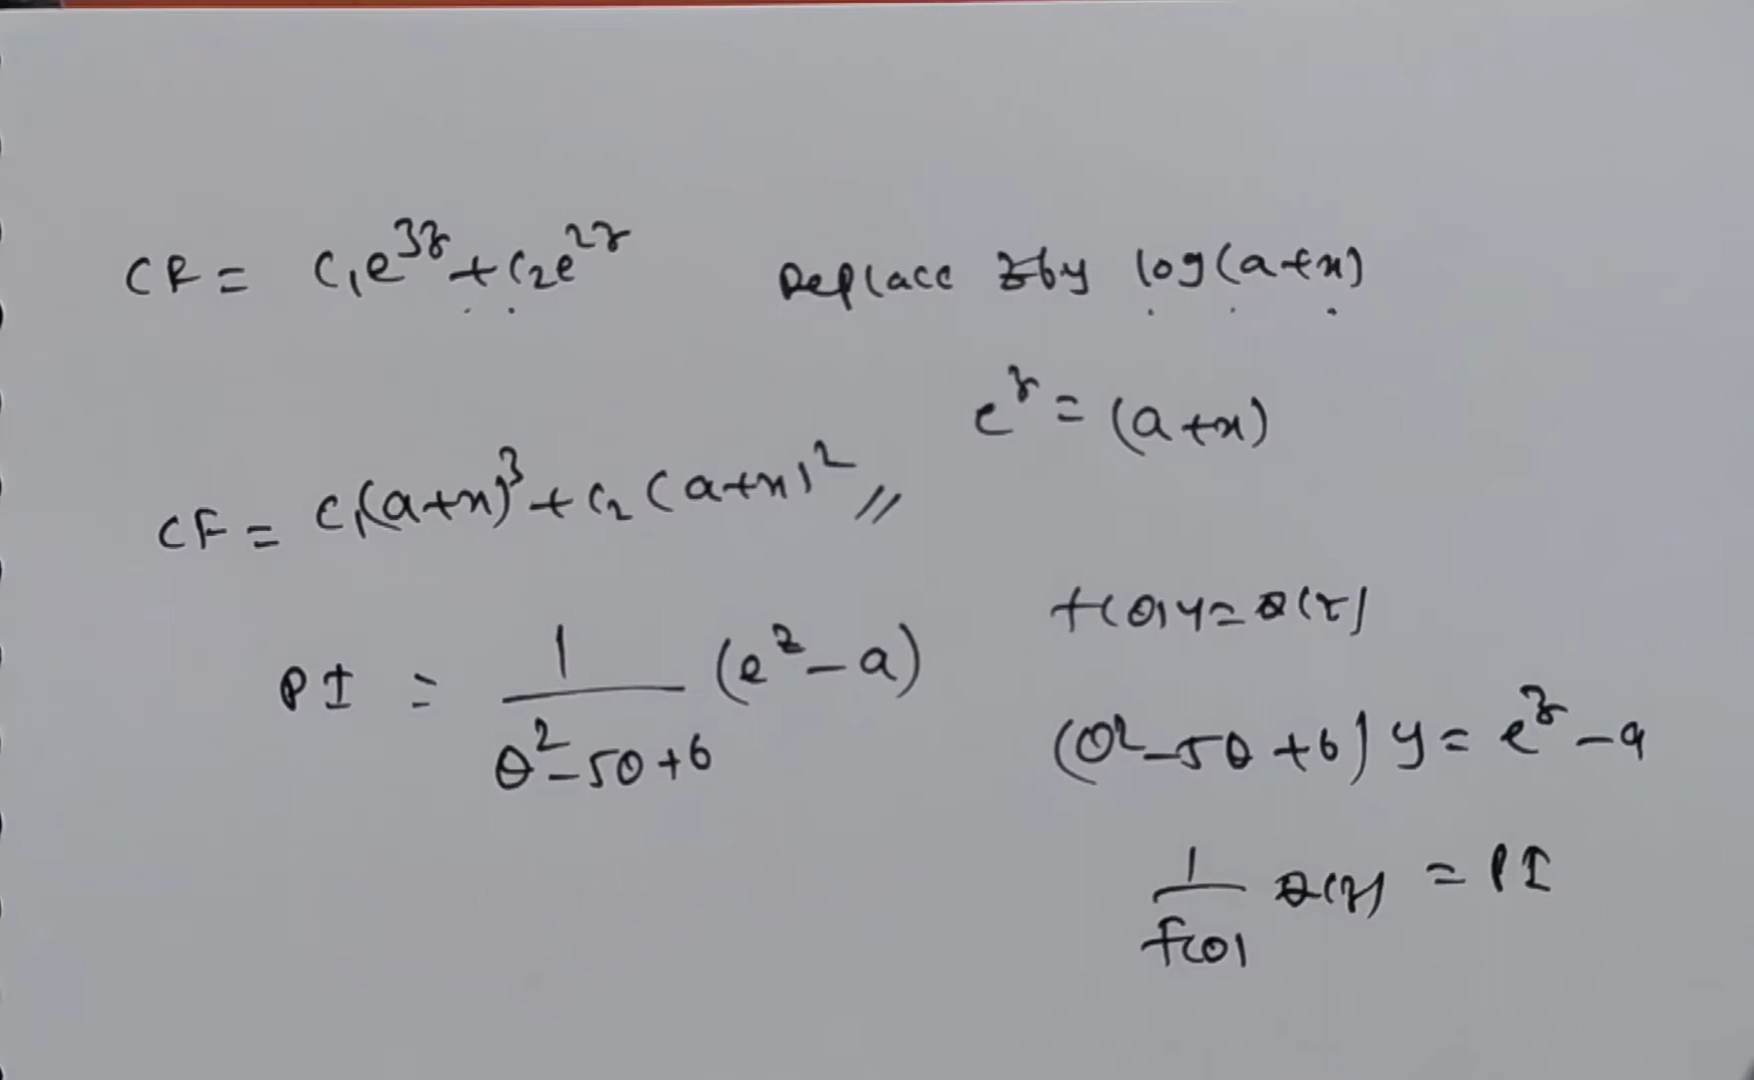 CF = C₁e^{3z} + C₂e^{2z} Replace z by log(a+x)
e^z = (a+x)
CF = C₁(a+x)³ + C₂(a+x)² //
f(θ)y = Q(z)
PI = 1/(θ²-5θ+6) (e^z - a)
(θ²-5θ+6) y = e^z - a
1/f(θ) Q(z) = PI